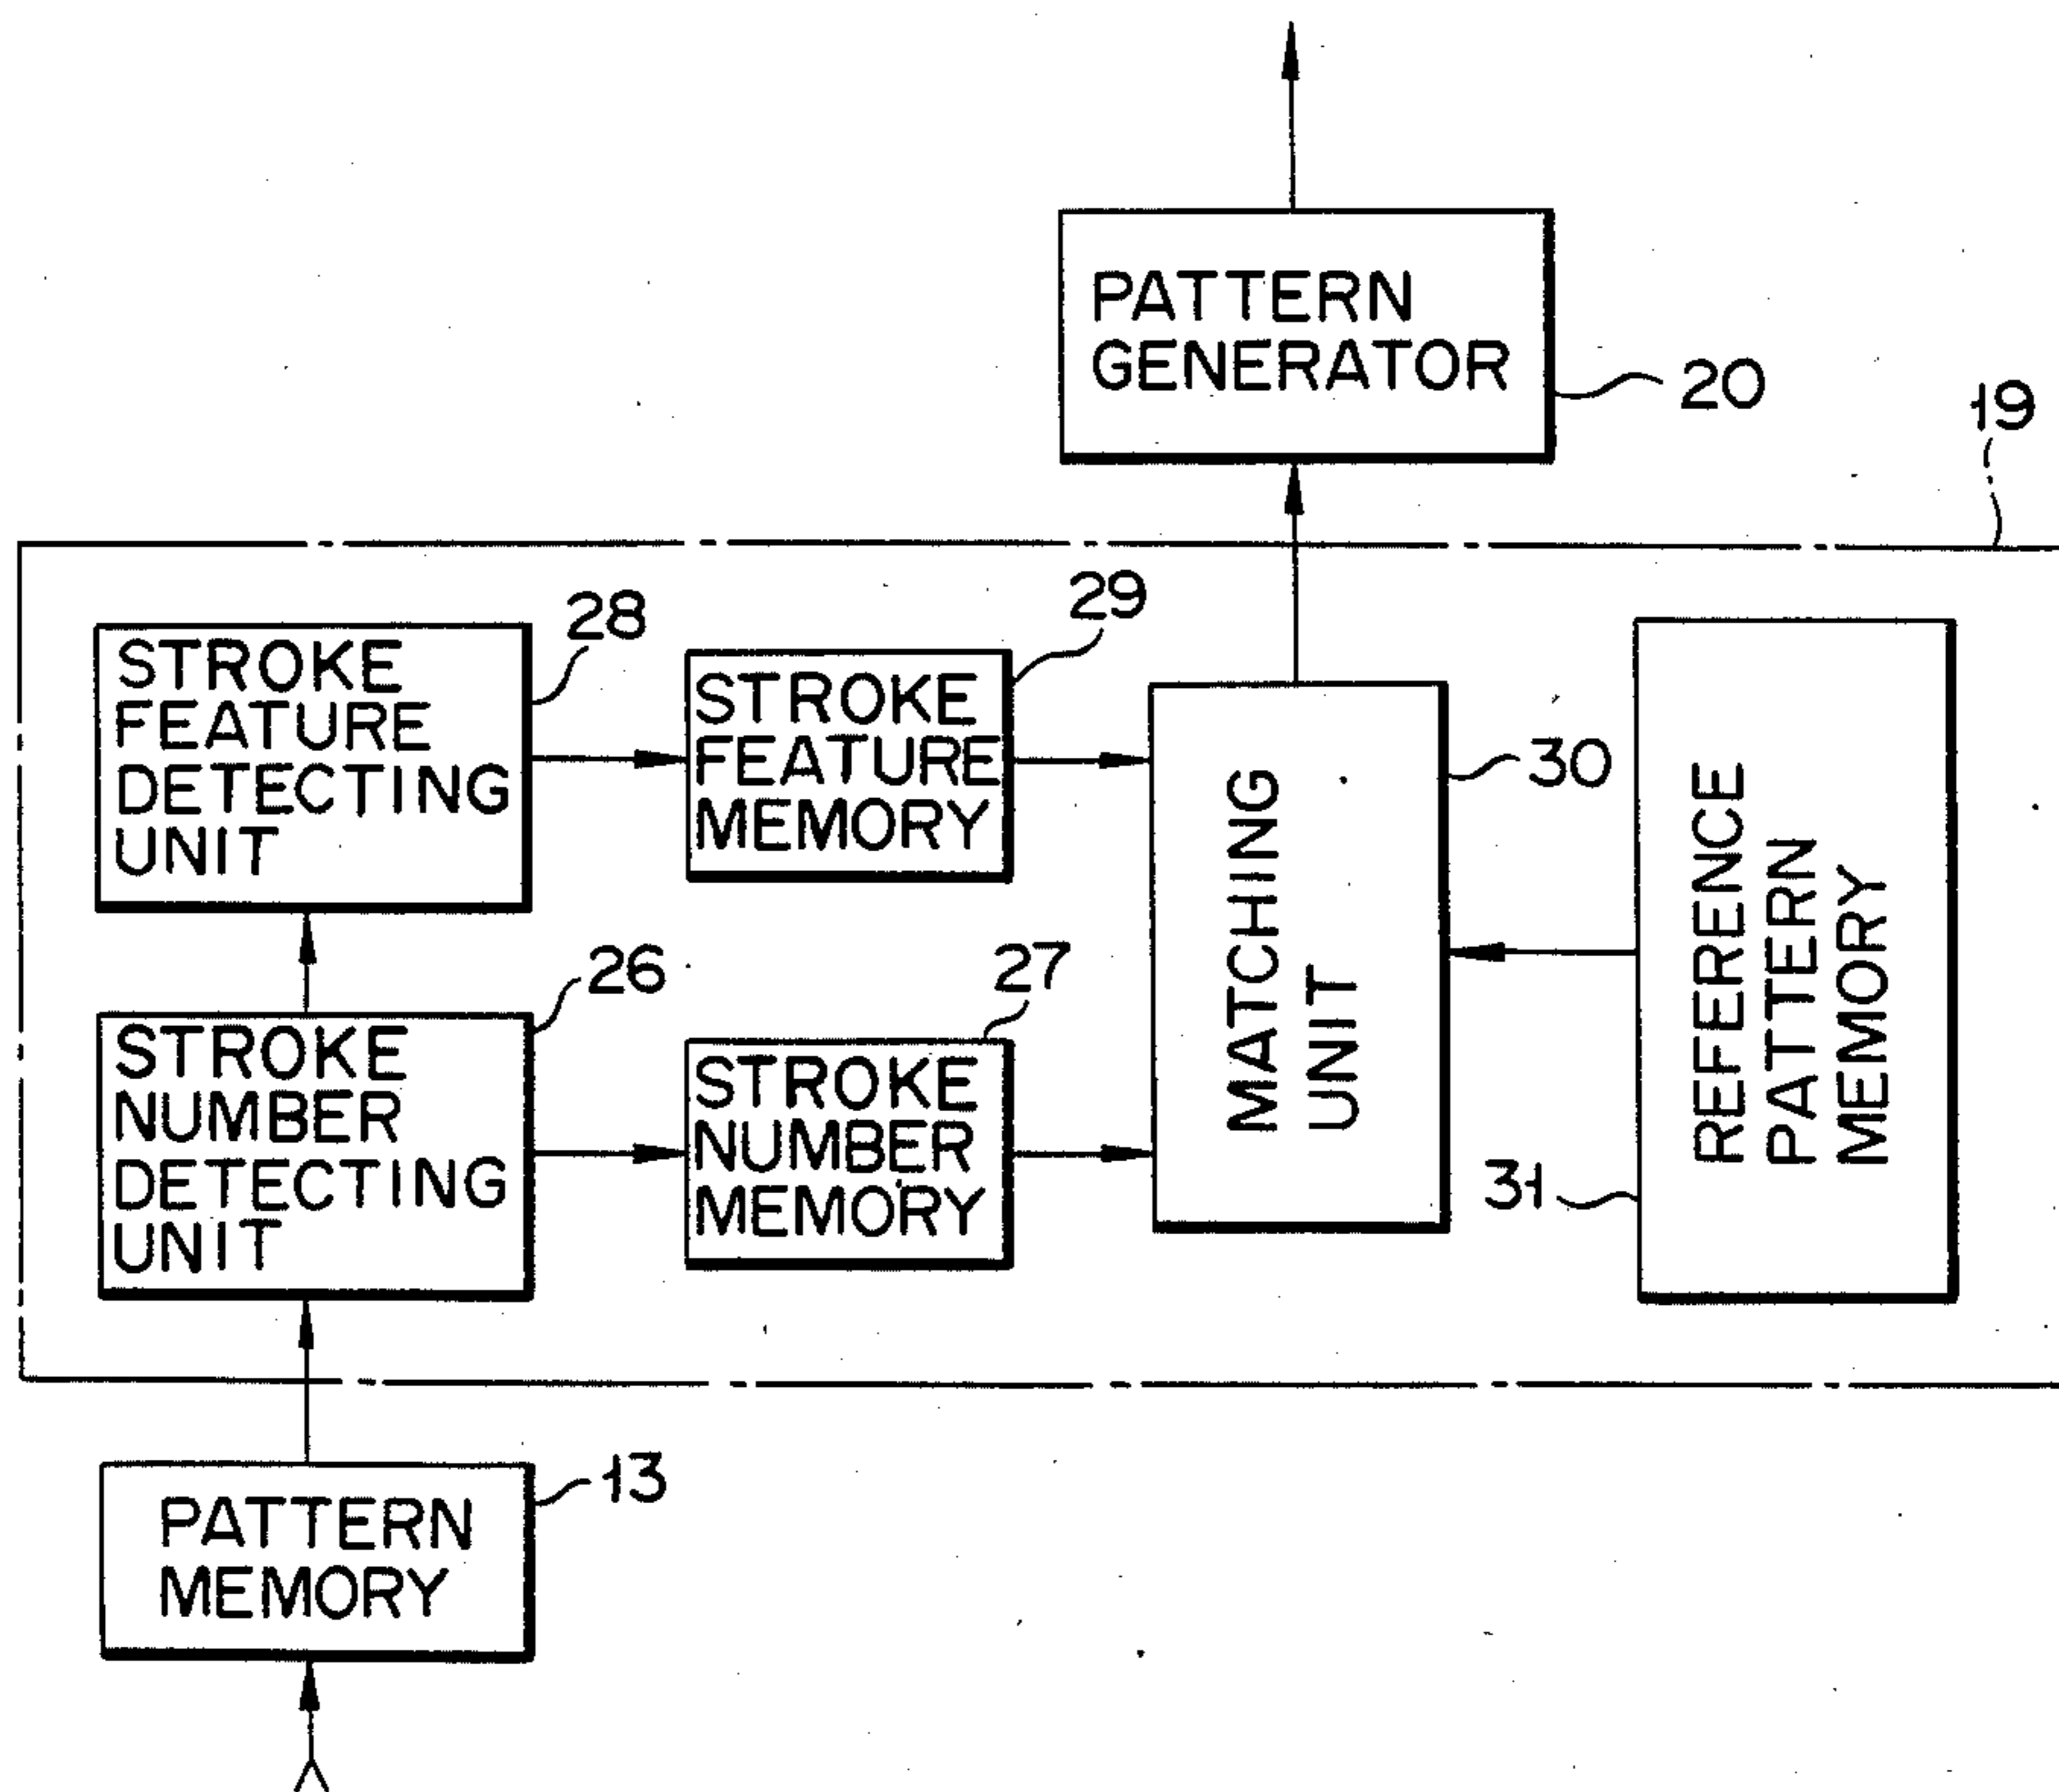 PATTERN
GENERATOR
20
19
28
STROKE
FEATURE
DETECTING
UNIT
29
STROKE
FEATURE
MEMORY
30
MATCHING
UNIT
REFERENCE
PATTERN
MEMORY
31
26
STROKE
NUMBER
DETECTING
UNIT
27
STROKE
NUMBER
MEMORY
13
PATTERN
MEMORY